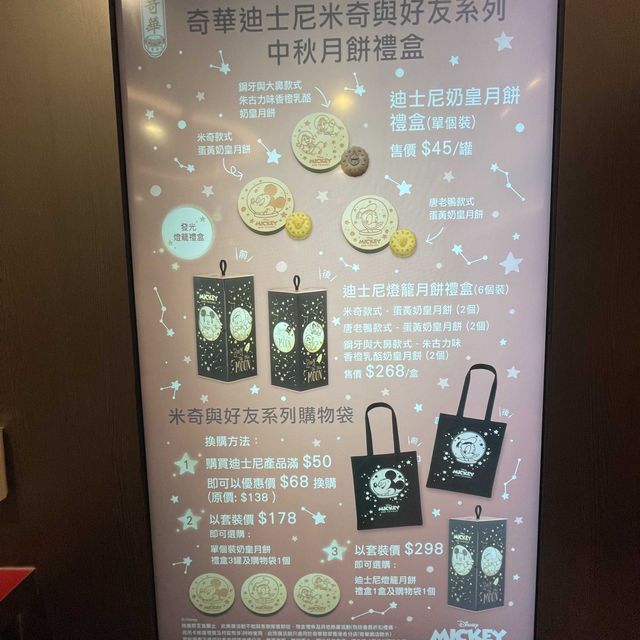 奇華
奇華迪士尼米奇與好友系列
中秋月餅禮盒
鋼牙與大鼻款式
朱古力味香橙乳酪
奶皇月餅
迪士尼奶皇月餅
禮盒(單個裝)
售價 $45/罐
米奇款式
蛋黃奶皇月餅
唐老鴨款式
蛋黃奶皇月餅
發光
燈籠禮盒
前
後
迪士尼燈籠月餅禮盒(6個裝)
米奇款式 - 蛋黃奶皇月餅 (2個)
唐老鴨款式 - 蛋黃奶皇月餅 (2個)
鋼牙與大鼻款式 - 朱古力味
香橙乳酪奶皇月餅 (2個)
售價 $268/盒
MICKEY
MOON
米奇與好友系列購物袋
前
後
換購方法：
1 購買迪士尼產品滿 $50
即可以優惠價 $68 換購
(原價: $138 )
MICKEY
2 以套裝價 $178
即可選購：
單個裝奶皇月餅
禮盒3罐及購物袋1個
3 以套裝價 $298
即可選購：
迪士尼燈籠月餅
禮盒1盒及購物袋1個
©Disney
Disney
MICKEY